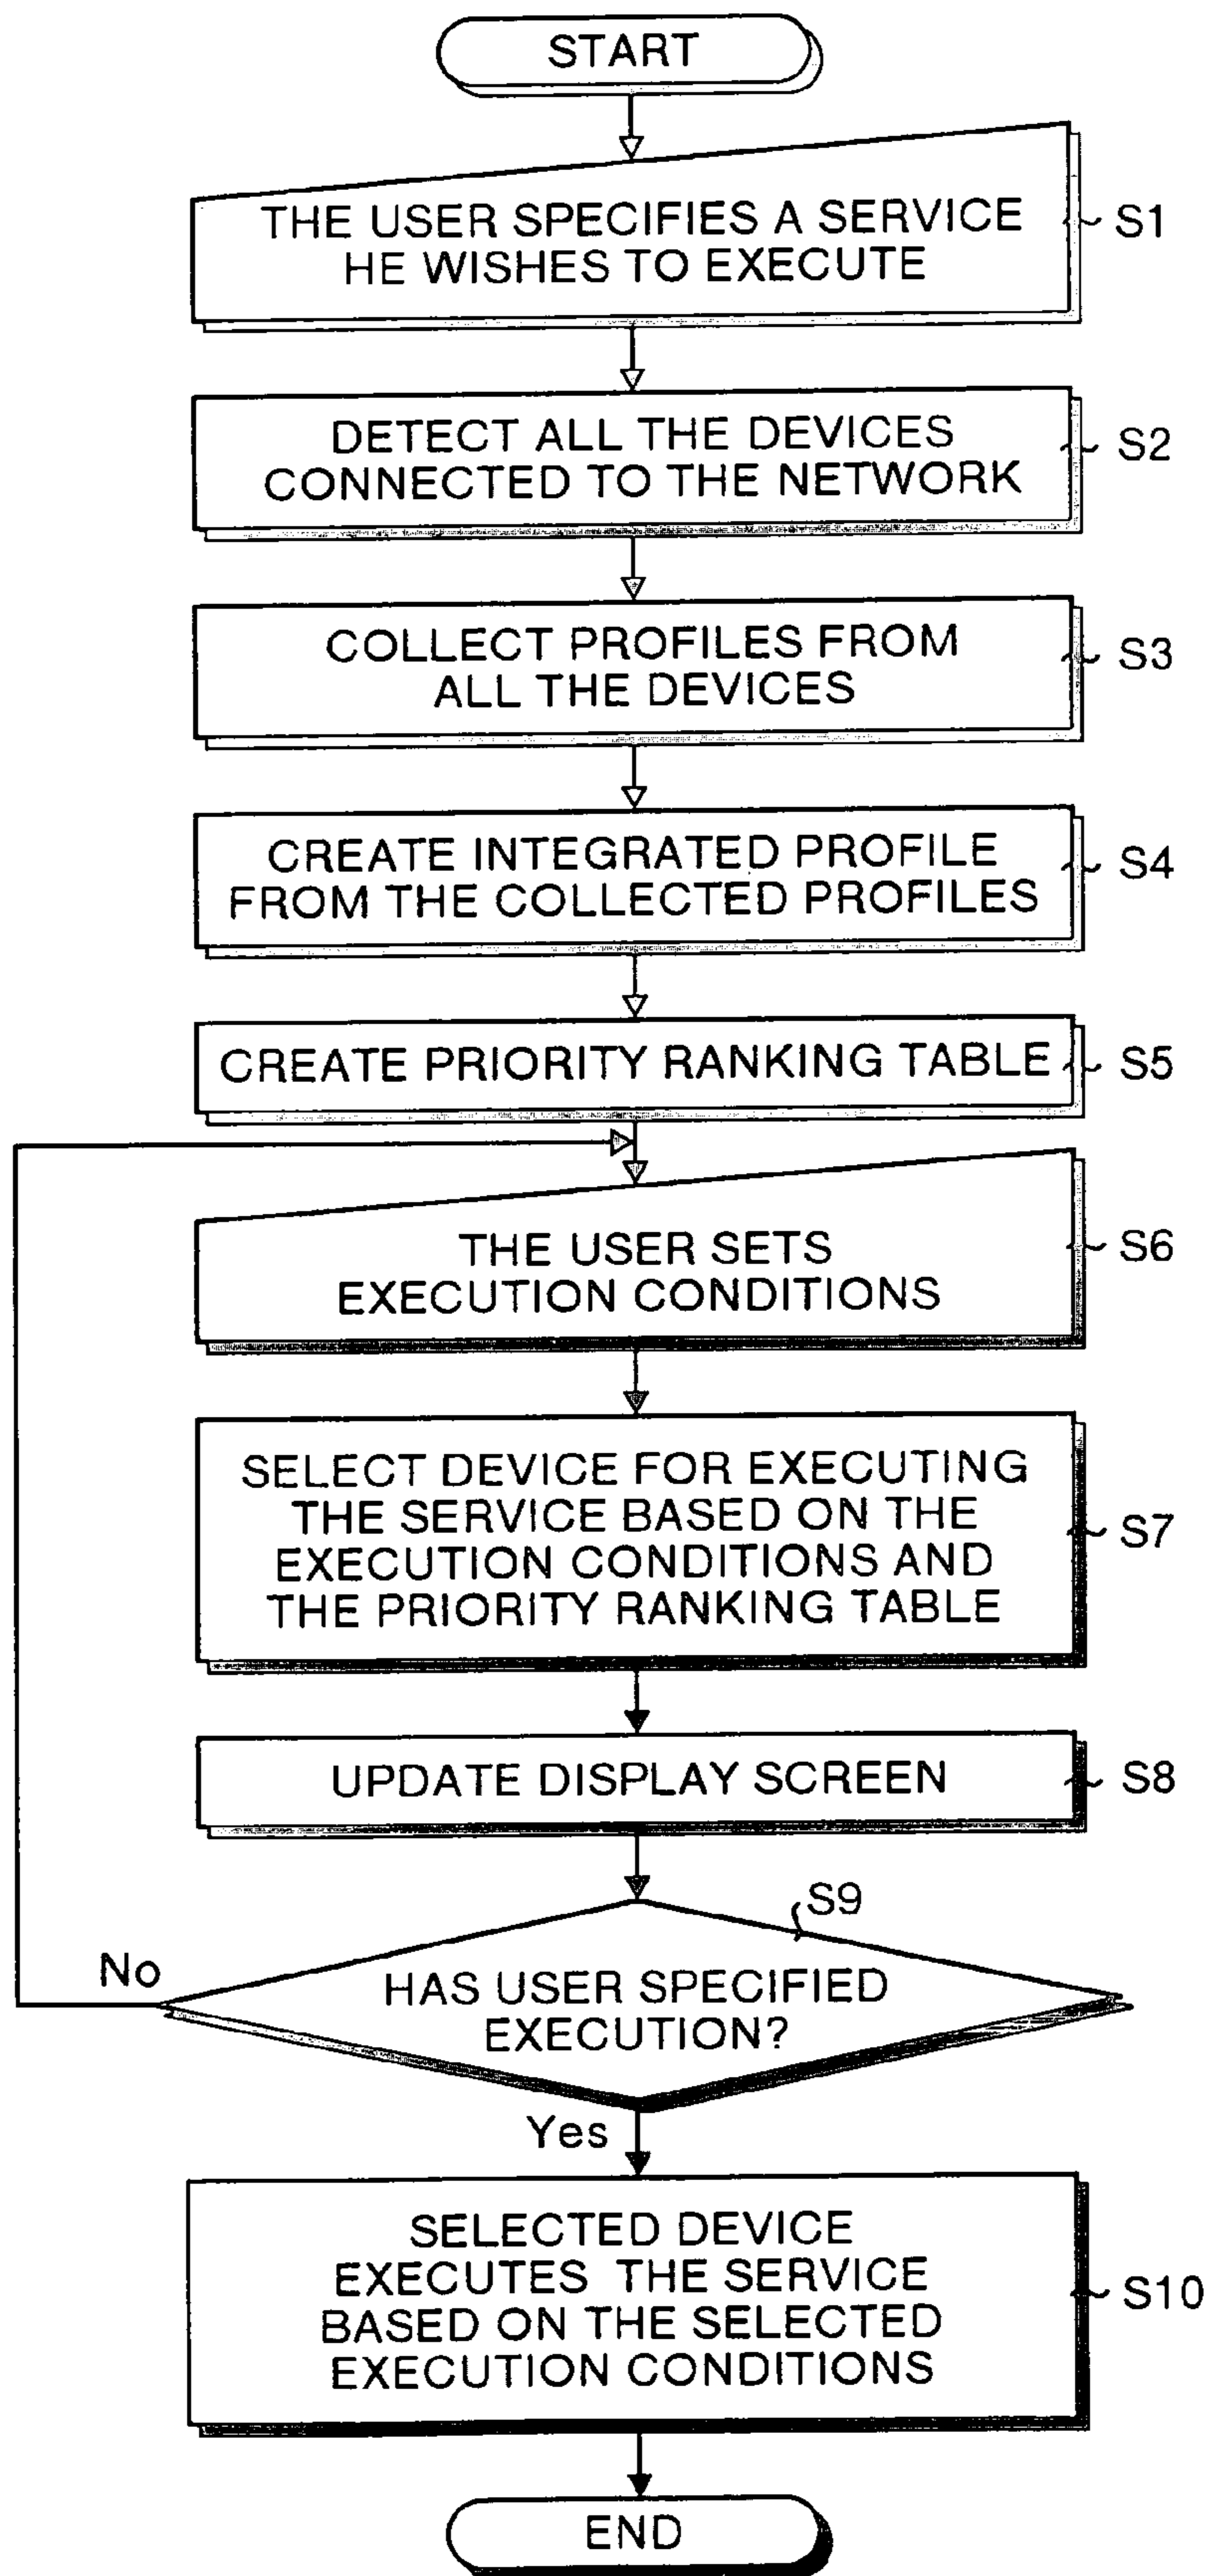 START
THE USER SPECIFIES A SERVICE
HE WISHES TO EXECUTE
S1
DETECT ALL THE DEVICES
CONNECTED TO THE NETWORK
S2
COLLECT PROFILES FROM
ALL THE DEVICES
S3
CREATE INTEGRATED PROFILE
FROM THE COLLECTED PROFILES
S4
CREATE PRIORITY RANKING TABLE
S5
THE USER SETS
EXECUTION CONDITIONS
S6
SELECT DEVICE FOR EXECUTING
THE SERVICE BASED ON THE
EXECUTION CONDITIONS AND
THE PRIORITY RANKING TABLE
S7
UPDATE DISPLAY SCREEN
S8
S9
No
HAS USER SPECIFIED
EXECUTION?
Yes
SELECTED DEVICE
EXECUTES THE SERVICE
BASED ON THE SELECTED
EXECUTION CONDITIONS
S10
END